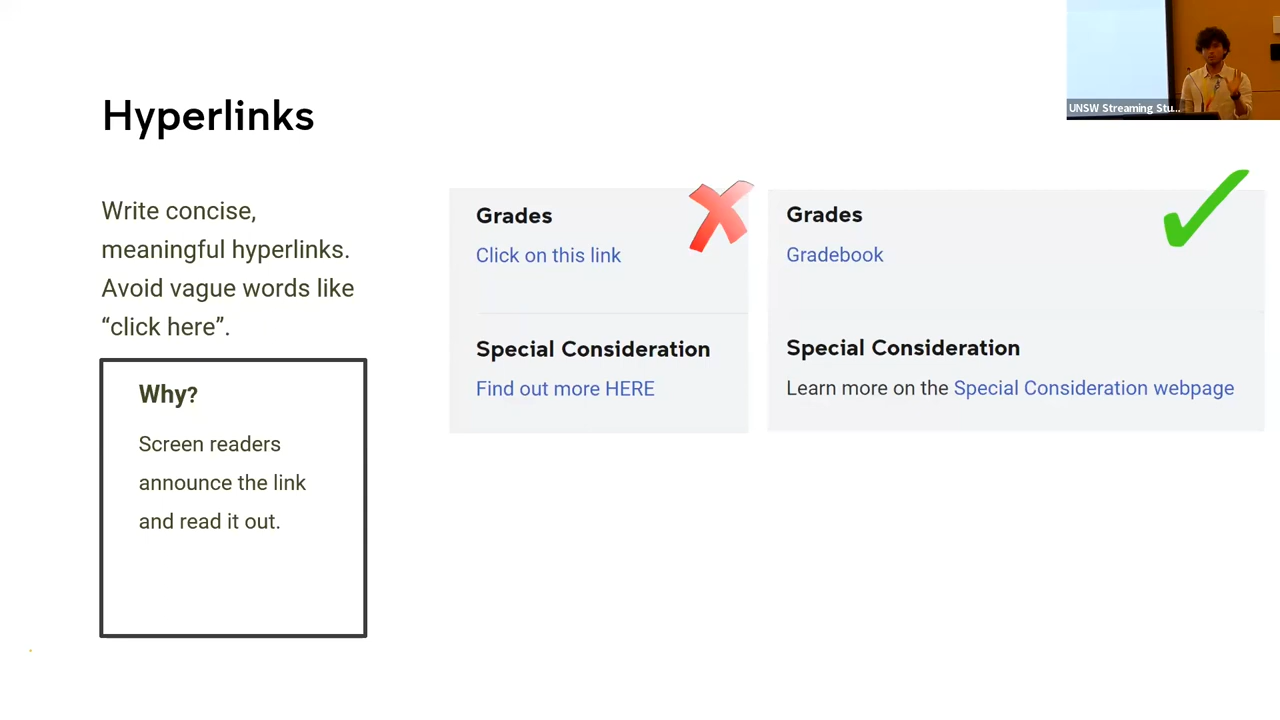 UNSW Streaming Stu...
Hyperlinks
Write concise,
meaningful hyperlinks.
Avoid vague words like
“click here”.
Why?
Screen readers
announce the link
and read it out.
Grades
Click on this link
Special Consideration
Find out more HERE
Grades
Gradebook
Special Consideration
Learn more on the Special Consideration webpage